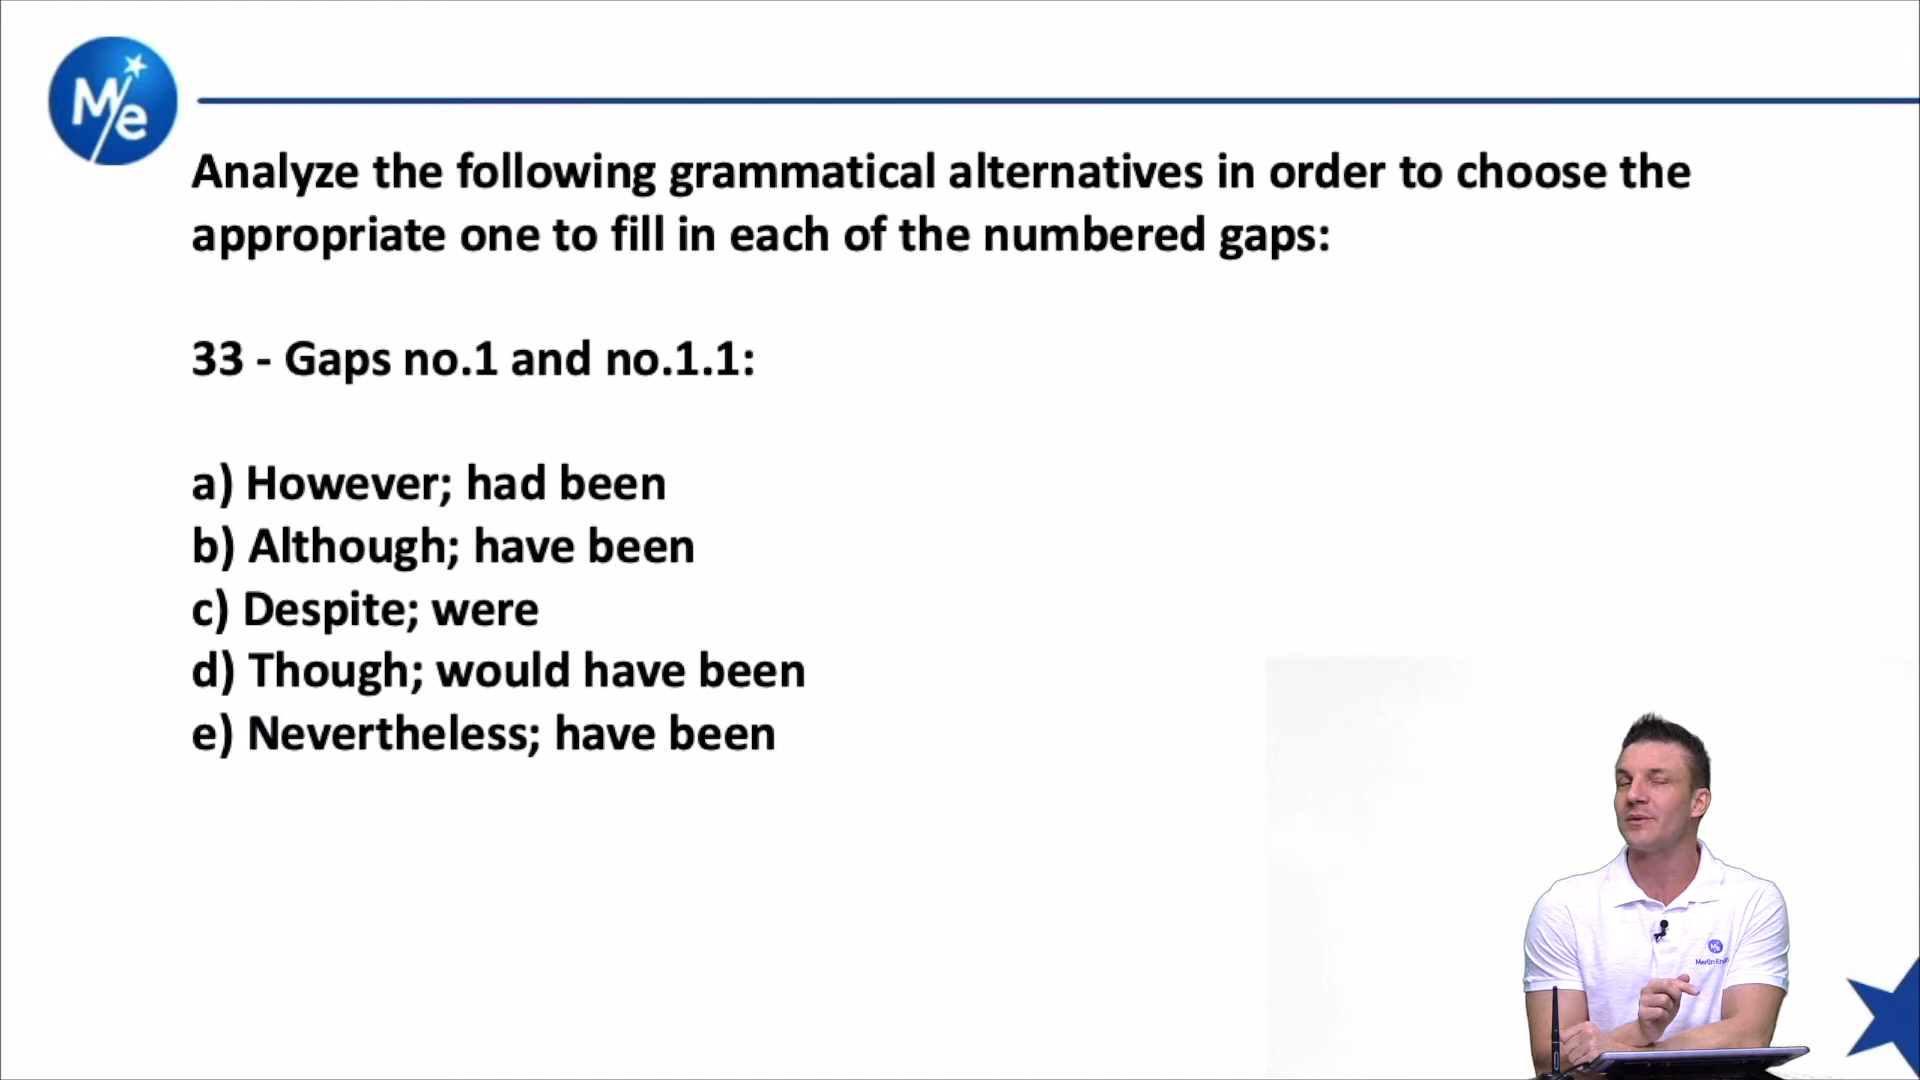 M/e
Analyze the following grammatical alternatives in order to choose the
appropriate one to fill in each of the numbered gaps:
33 - Gaps no.1 and no.1.1:
a) However; had been
b) Although; have been
c) Despite; were
d) Though; would have been
e) Nevertheless; have been